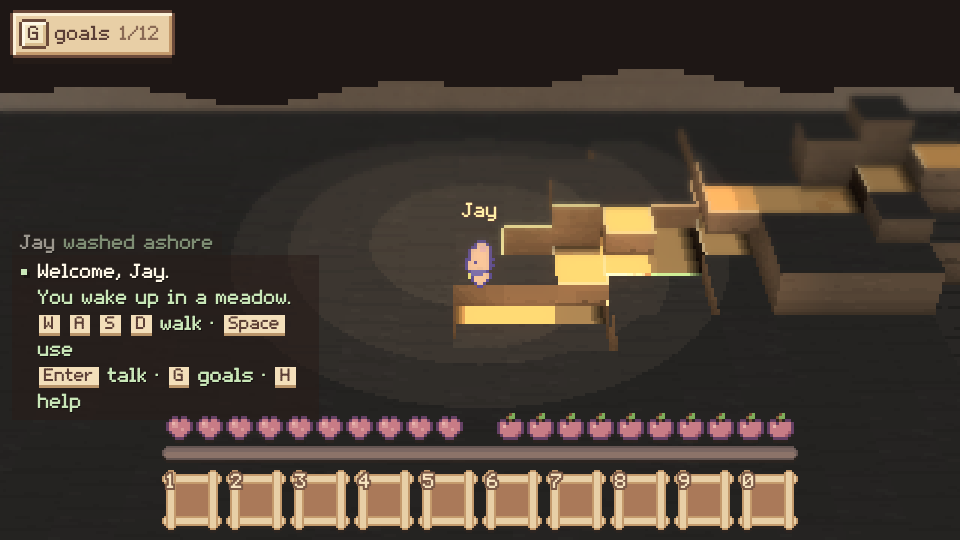 G goals 1/12
Jay
Jay washed ashore
Welcome, Jay.
You wake up in a meadow.
W A S D walk · Space
use
Enter talk · G goals · H
help
1 2 3 4 5 6 7 8 9 0